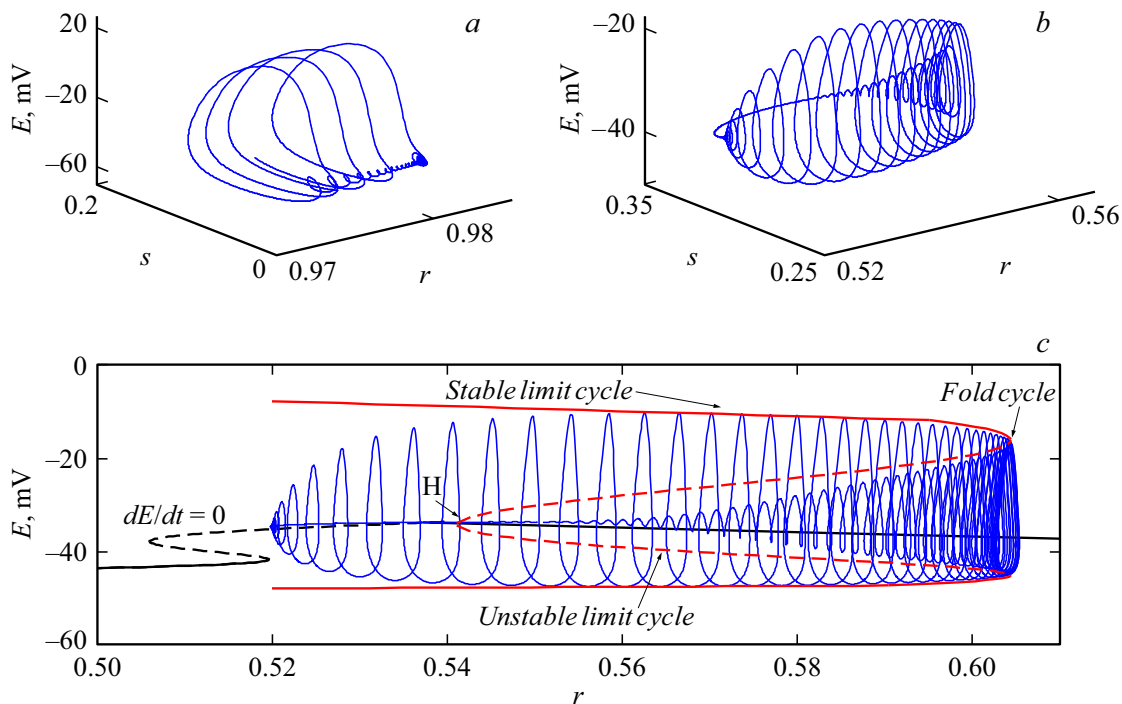 a
20
−20
−60
E, mV
0.2
s
0
0.97
0.98
r
b
−20
−40
E, mV
0.35
s
0.25
0.52
0.56
r
c
0
−20
−40
−60
E, mV
Stable limit cycle
Fold cycle
H
dE/dt = 0
Unstable limit cycle
0.50
0.52
0.54
0.56
0.58
0.60
r